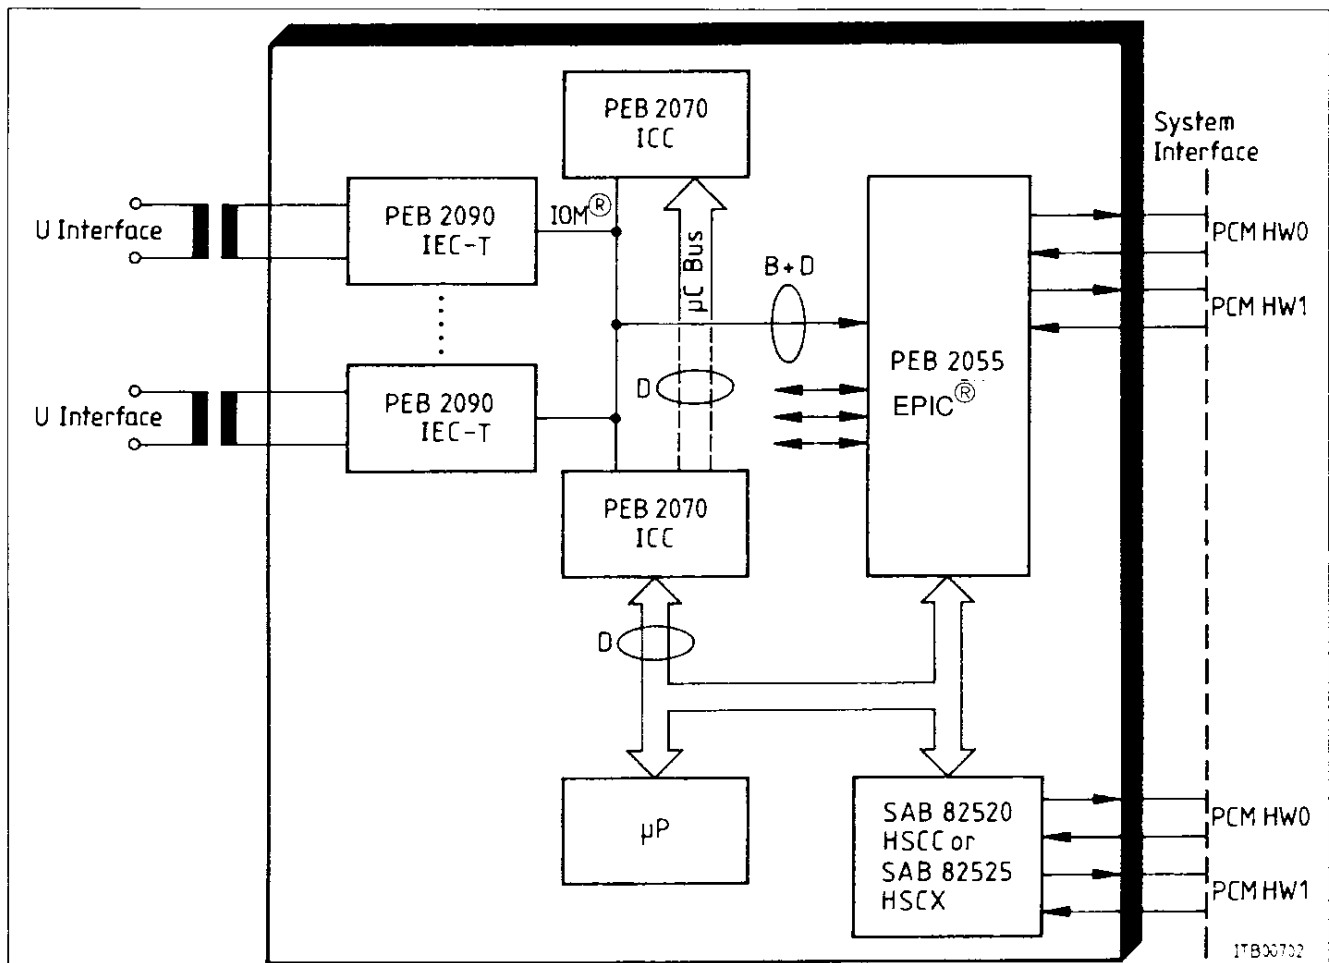 PEB 2070
ICC
System
Interface
U Interface
PEB 2090
IEC-T
IOM®
µC Bus
B+D
PCM HW0
PCM HW1
PEB 2055
EPIC®
D
U Interface
PEB 2090
IEC-T
PEB 2070
ICC
D
µP
SAB 82520
HSCC or
SAB 82525
HSCX
PCM HW0
PCM HW1
ITB00702